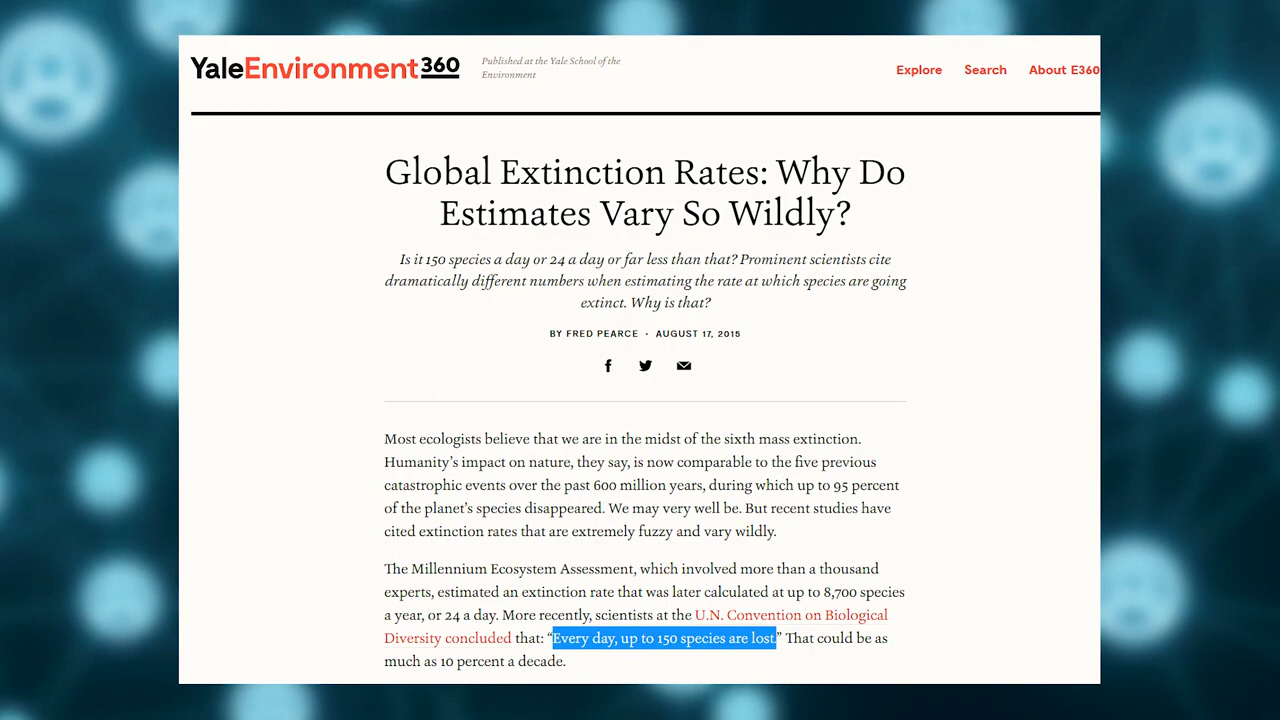 YaleEnvironment360
Published at the Yale School of the
Environment
Explore Search About E360
Global Extinction Rates: Why Do
Estimates Vary So Wildly?
Is it 150 species a day or 24 a day or far less than that? Prominent scientists cite
dramatically different numbers when estimating the rate at which species are going
extinct. Why is that?
BY FRED PEARCE · AUGUST 17, 2015
Most ecologists believe that we are in the midst of the sixth mass extinction.
Humanity’s impact on nature, they say, is now comparable to the five previous
catastrophic events over the past 600 million years, during which up to 95 percent
of the planet’s species disappeared. We may very well be. But recent studies have
cited extinction rates that are extremely fuzzy and vary wildly.
The Millennium Ecosystem Assessment, which involved more than a thousand
experts, estimated an extinction rate that was later calculated at up to 8,700 species
a year, or 24 a day. More recently, scientists at the U.N. Convention on Biological
Diversity concluded that: “Every day, up to 150 species are lost.” That could be as
much as 10 percent a decade.